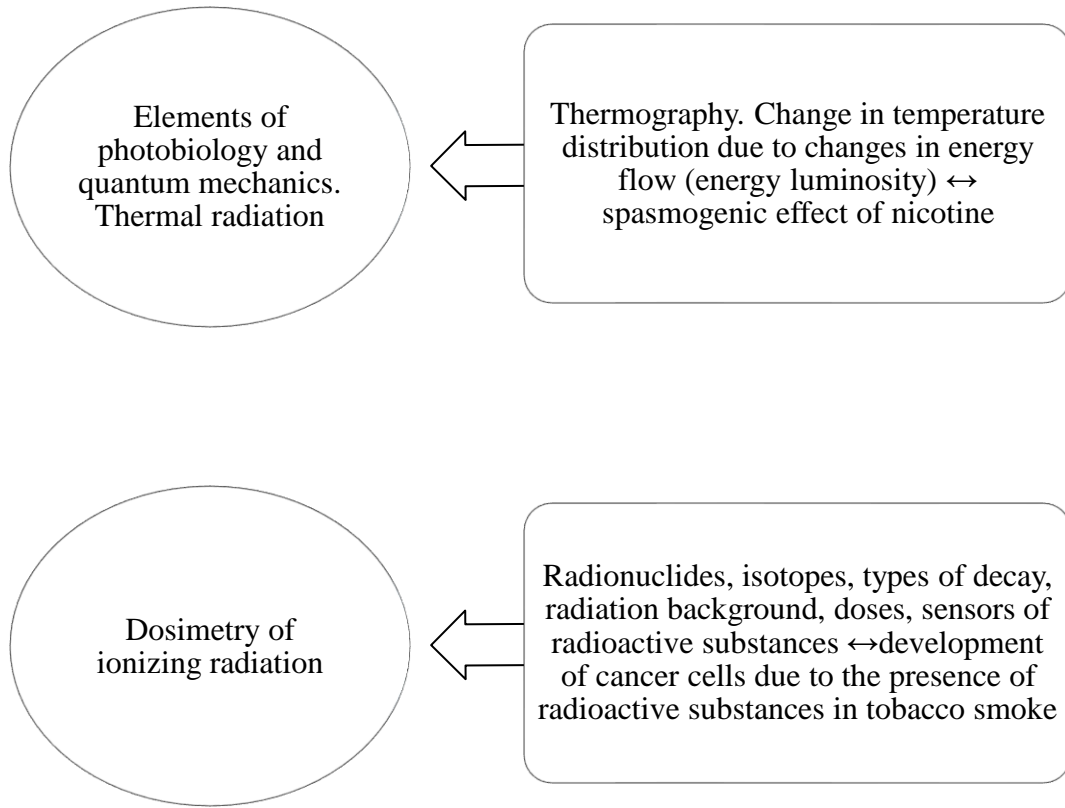 Elements of
photobiology and
quantum mechanics.
Thermal radiation
Thermography. Change in temperature
distribution due to changes in energy
flow (energy luminosity) ↔
spasmogenic effect of nicotine
Dosimetry of
ionizing radiation
Radionuclides, isotopes, types of decay,
radiation background, doses, sensors of
radioactive substances ↔development
of cancer cells due to the presence of
radioactive substances in tobacco smoke